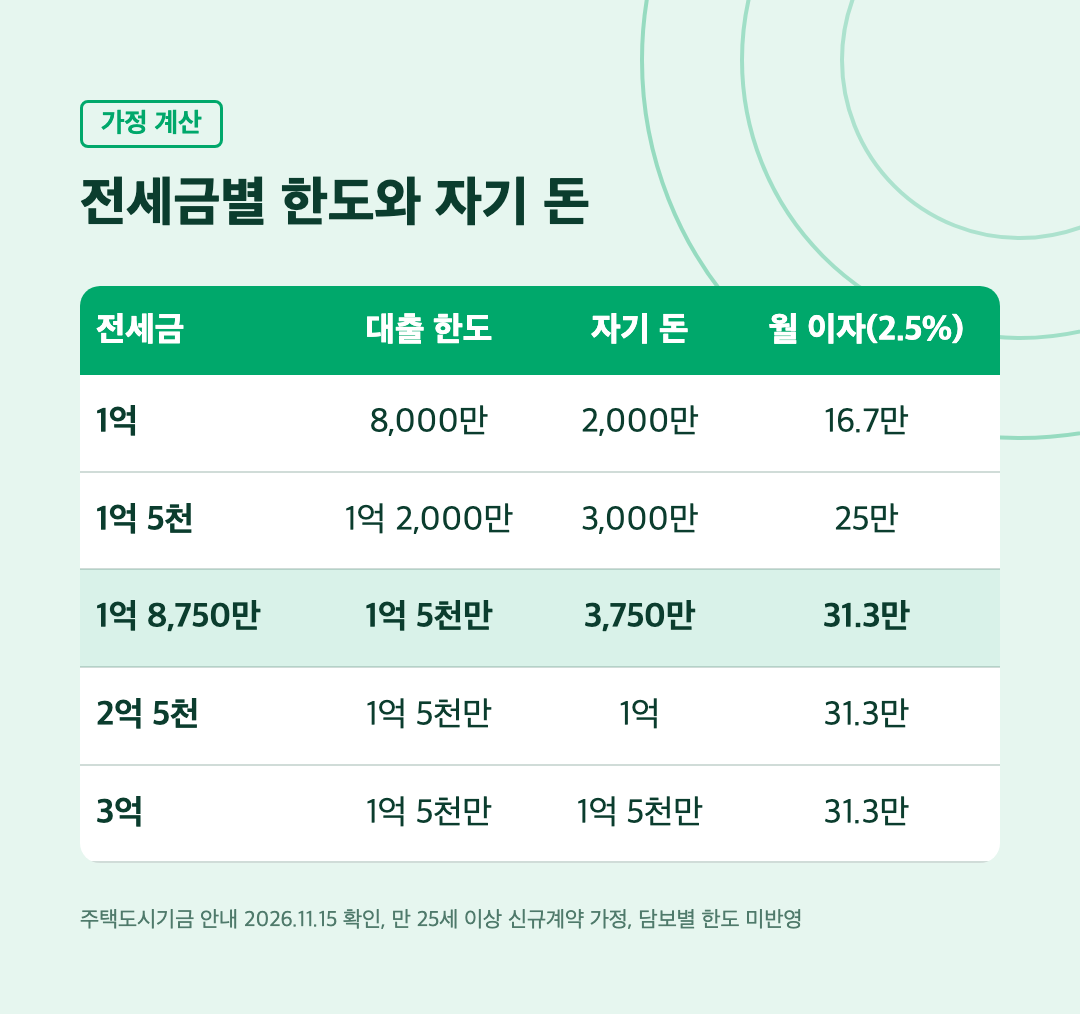 가정 계산
전세금별 한도와 자기 돈
전세금 대출 한도 자기 돈 월 이자(2.5%)
1억 8,000만 2,000만 16.7만
1억 5천 1억 2,000만 3,000만 25만
1억 8,750만 1억 5천만 3,750만 31.3만
2억 5천 1억 5천만 1억 31.3만
3억 1억 5천만 1억 5천만 31.3만
주택도시기금 안내 2026.11.15 확인, 만 25세 이상 신규계약 가정, 담보별 한도 미반영